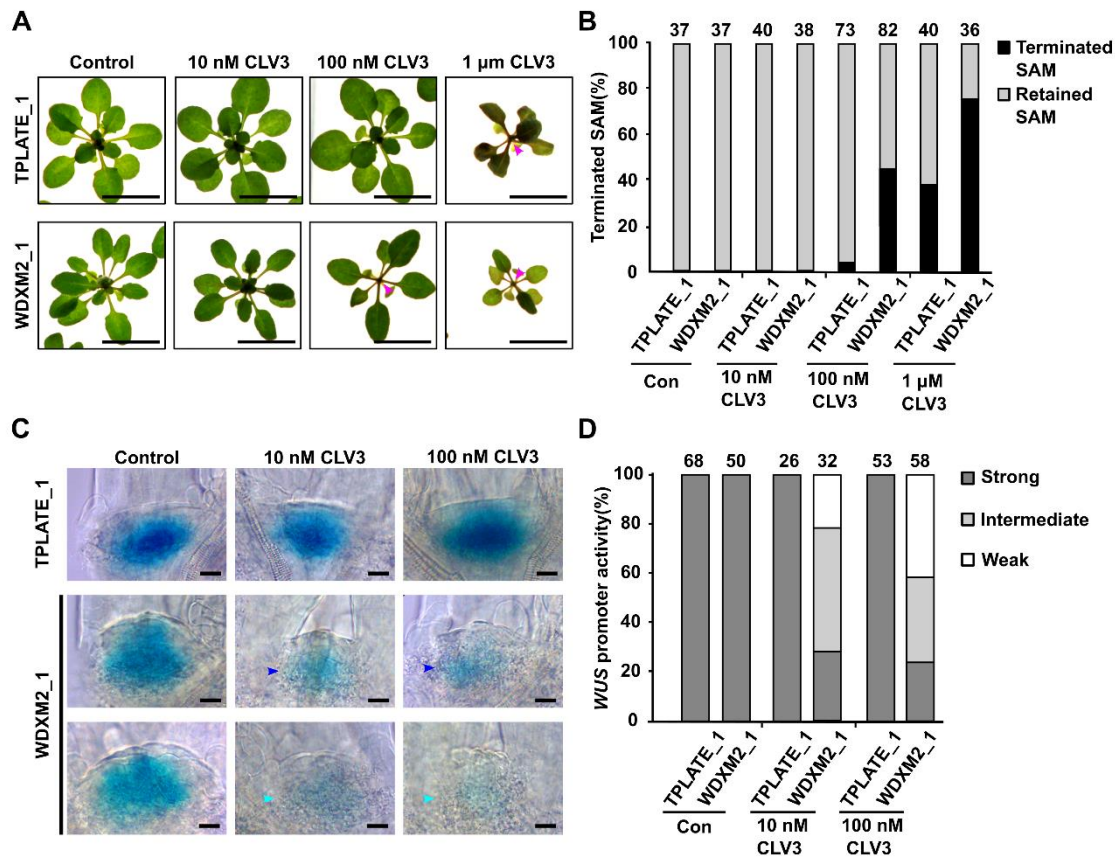 A
Control
10 nM CLV3
100 nM CLV3
1 μm CLV3
TPLATE_1
WDXM2_1
B
37
37
40
38
73
82
40
36
100
80
60
40
20
0
Terminated SAM(%)
Terminated
SAM
Retained
SAM
TPLATE_1
WDXM2_1
TPLATE_1
WDXM2_1
TPLATE_1
WDXM2_1
TPLATE_1
WDXM2_1
Con
10 nM
CLV3
100 nM
CLV3
1 μM
CLV3
C
Control
10 nM CLV3
100 nM CLV3
TPLATE_1
WDXM2_1
D
68
50
26
32
53
58
100
80
60
40
20
0
WUS promoter activity(%)
Strong
Intermediate
Weak
TPLATE_1
WDXM2_1
TPLATE_1
WDXM2_1
TPLATE_1
WDXM2_1
Con
10 nM
CLV3
100 nM
CLV3